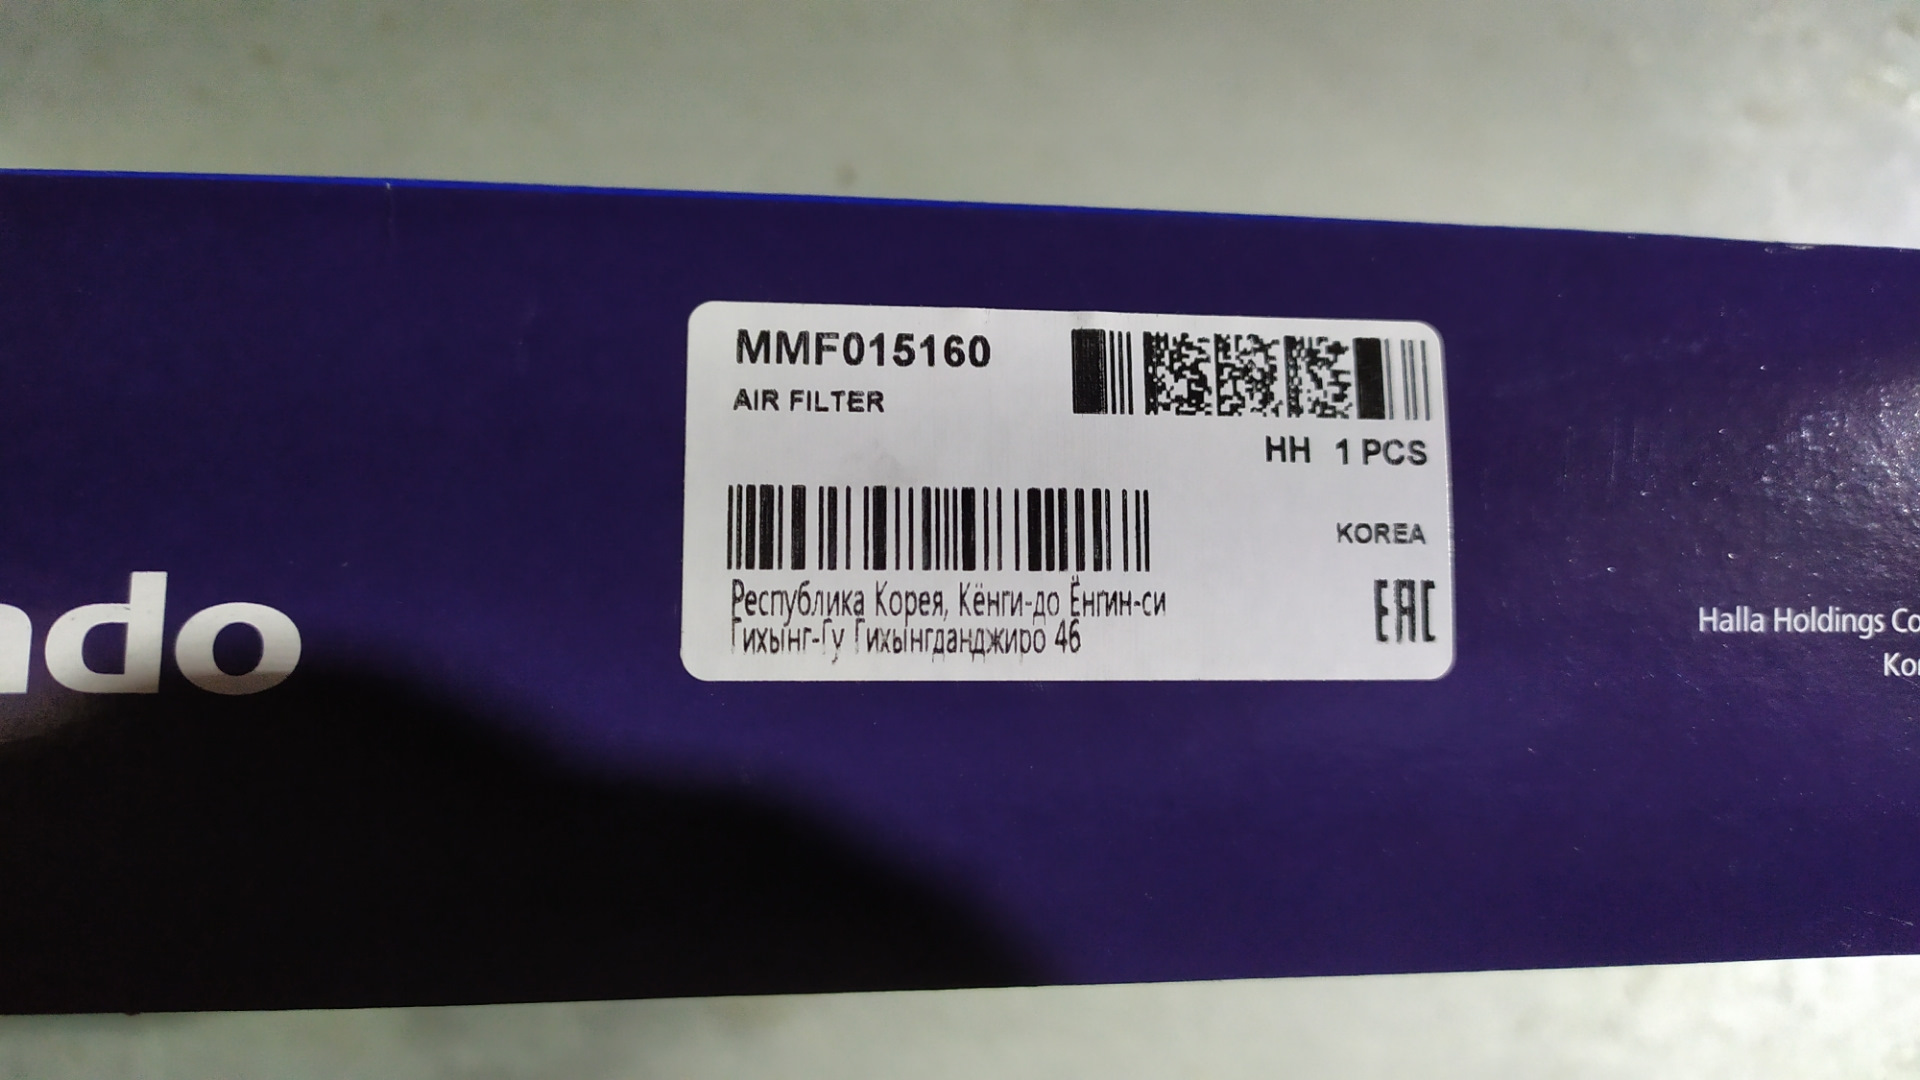 MMF015160
AIR FILTER
HH 1 PCS
KOREA
Республика Корея, Кёнги-до Ёнгин-си
Гихынг-Гу Гихынгданджиро 46
EAC
ndo
Halla Holdings Co
Kor